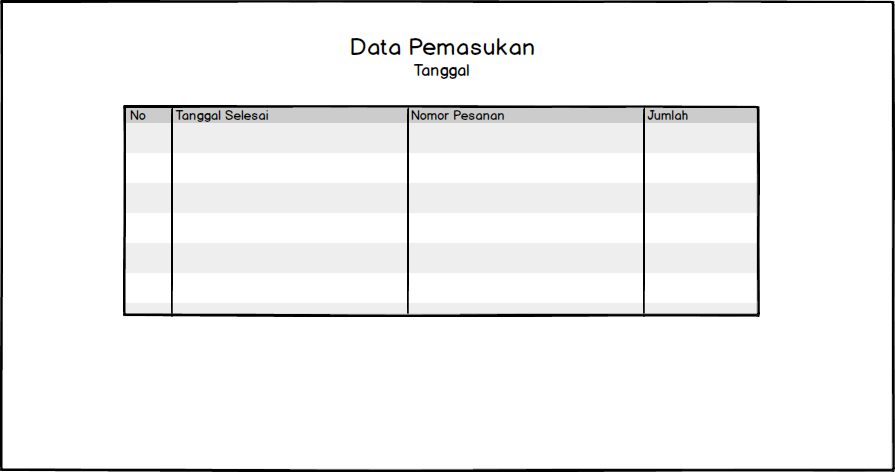 Data Pemasukan
Tanggal
No Tanggal Selesai Nomor Pesanan Jumlah